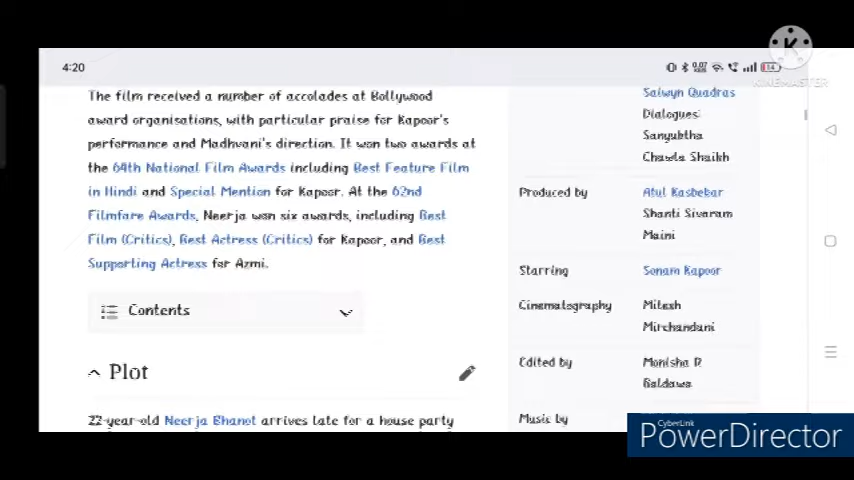 4:20
KINEMASTER
The film received a number of accolades at Bollywood
award organisations, with particular praise for Kapoor's
performance and Madhvani's direction. It won two awards at
the 64th National Film Awards including Best Feature Film
in Hindi and Special Mention for Kapoor. At the 62nd
Filmfare Awards, Neerja won six awards, including Best
Film (Critics), Best Actress (Critics) for Kapoor, and Best
Supporting Actress for Azmi.
Contents
Plot
22-year-old Neerja Bhanot arrives late for a house party
Saiwyn Quadras
Dialogues:
Sanyuktha
Chawla Shaikh
Produced by
Atul Kasbekar
Shanti Sivaram
Maini
Starring
Sonam Kapoor
Cinematography
Mitesh
Mirchandani
Edited by
Monisha R
Baldawa
Music by
CyberLink
PowerDirector